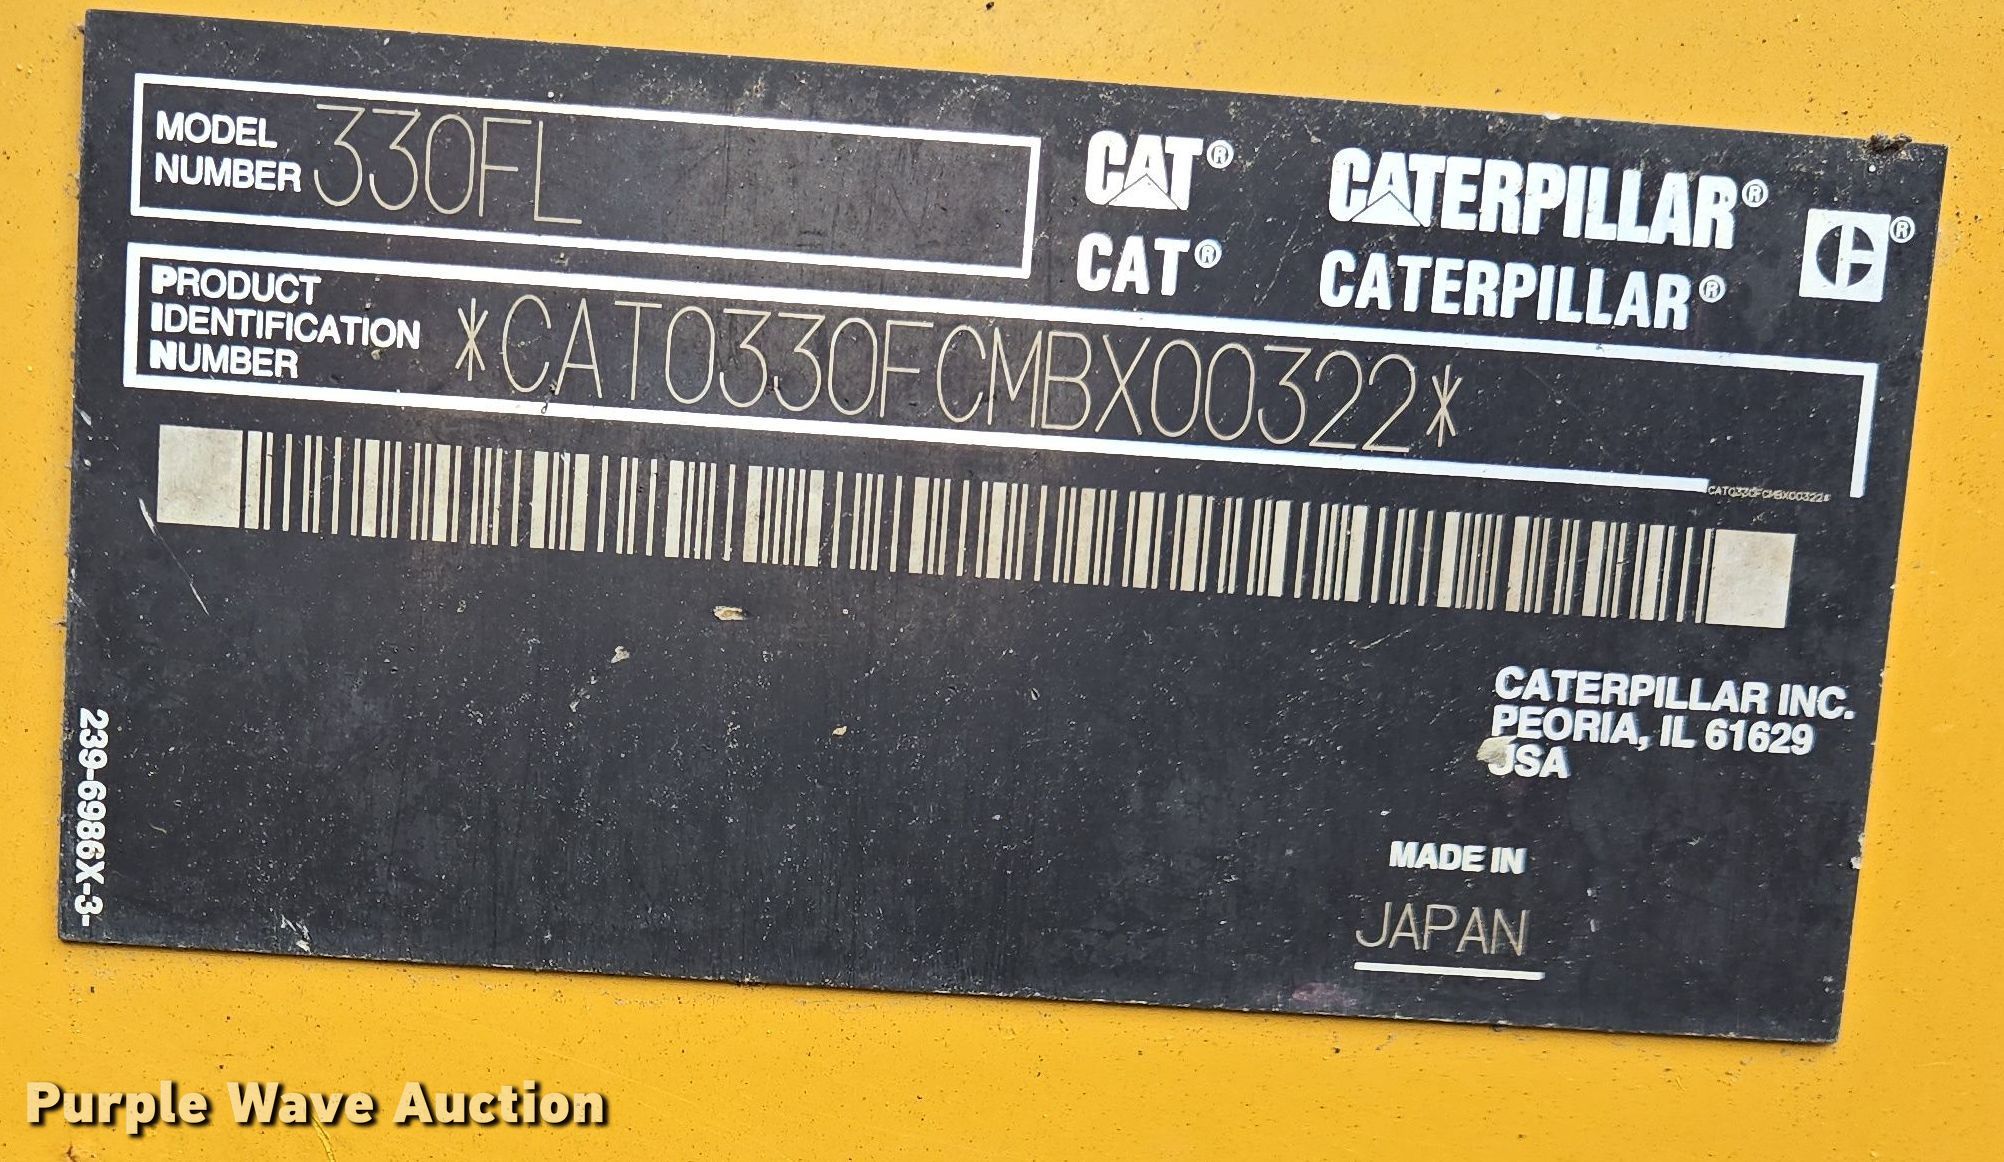 MODEL
NUMBER 330FL
CAT® CATERPILLAR®
CAT® CATERPILLAR® ®
PRODUCT
IDENTIFICATION
NUMBER *CAT0330FCMBX00322*
CAT0330FCMBX00322*
CATERPILLAR INC.
PEORIA, IL 61629
USA
MADE IN
JAPAN
239-6986X-3-
Purple Wave Auction